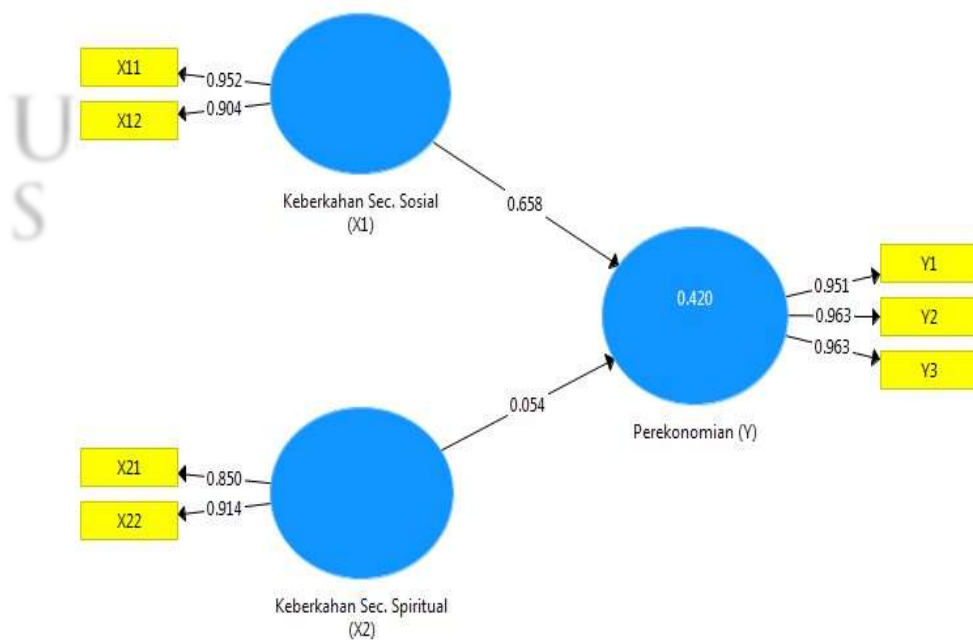 X11
0.952
X12
0.904
U
S
Keberkahan Sec. Sosial
(X1)
0.658
0.420
Y1
0.951
Y2
0.963
Y3
0.963
Perekonomian (Y)
0.054
X21
0.850
X22
0.914
Keberkahan Sec. Spiritual
(X2)